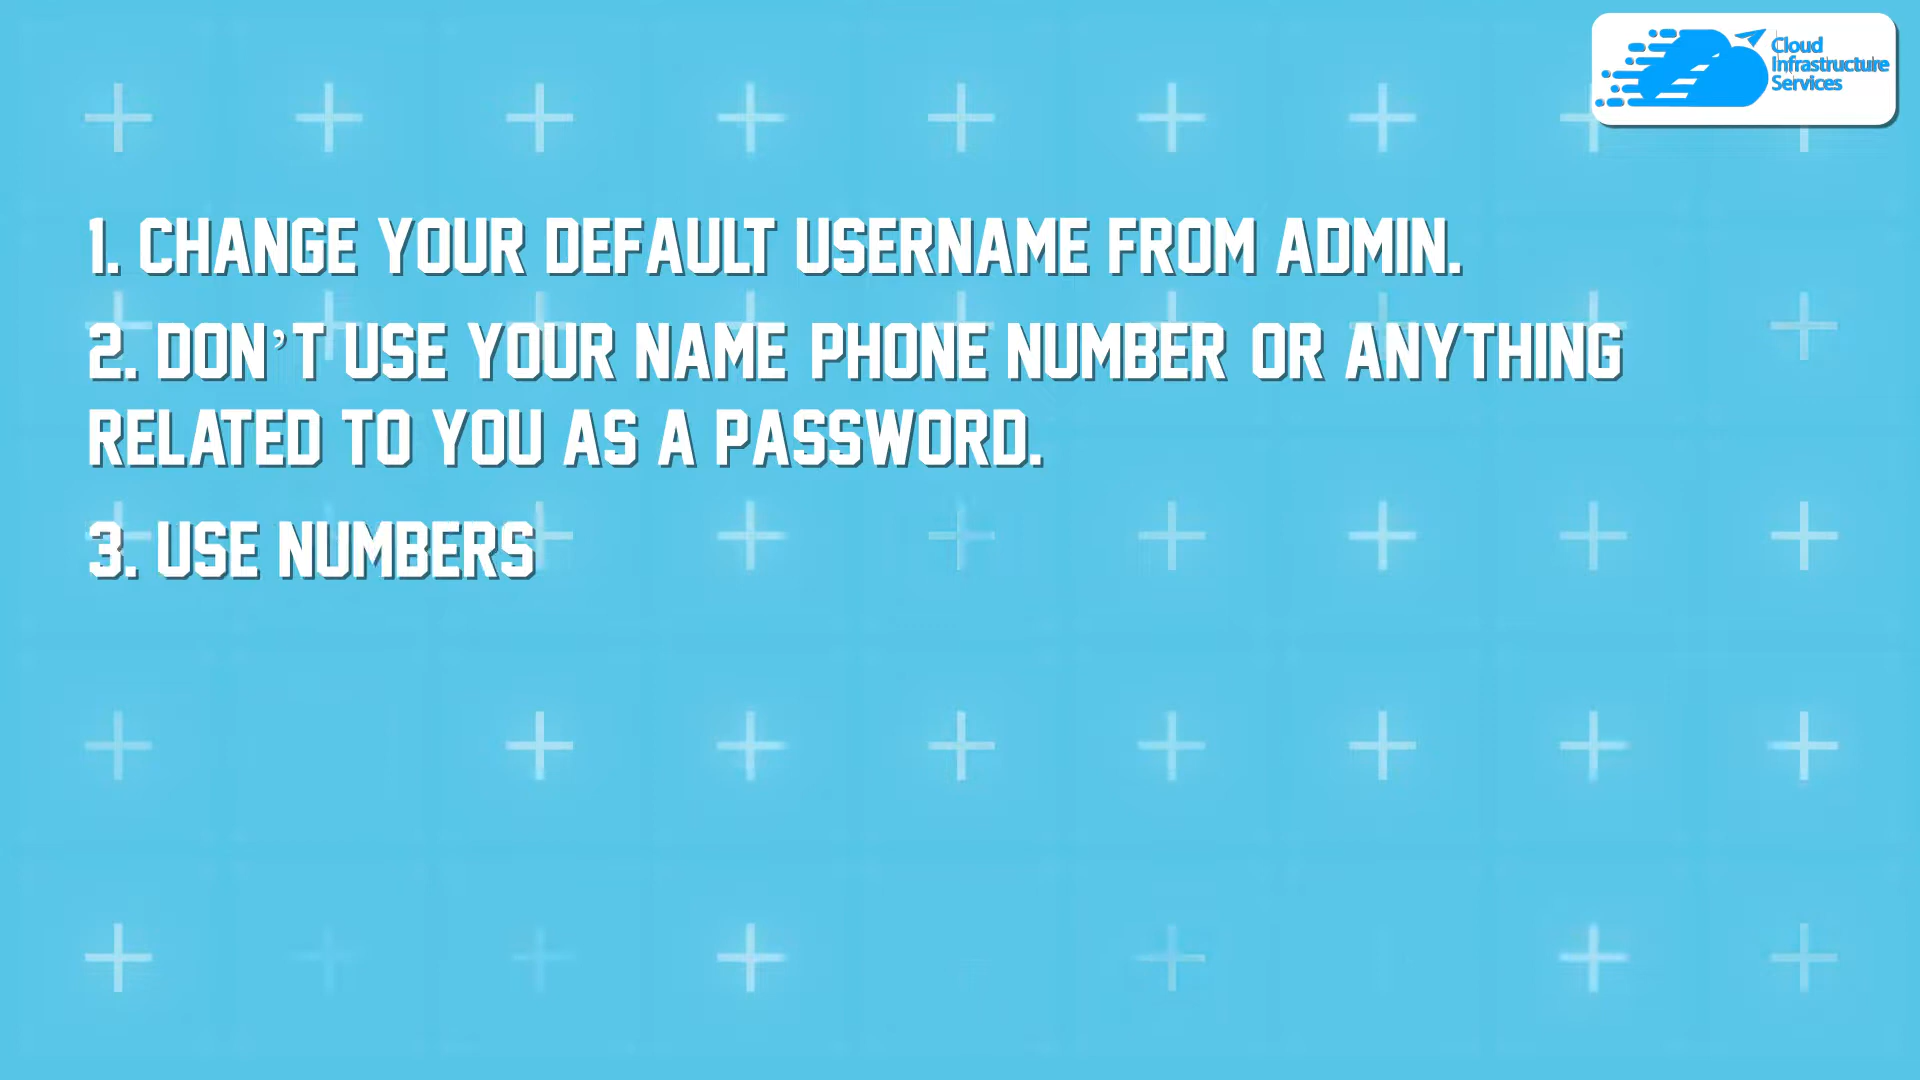 Cloud
Infrastructure
Services
1. CHANGE YOUR DEFAULT USERNAME FROM ADMIN.
2. DON’T USE YOUR NAME PHONE NUMBER OR ANYTHING
RELATED TO YOU AS A PASSWORD.
3. USE NUMBERS